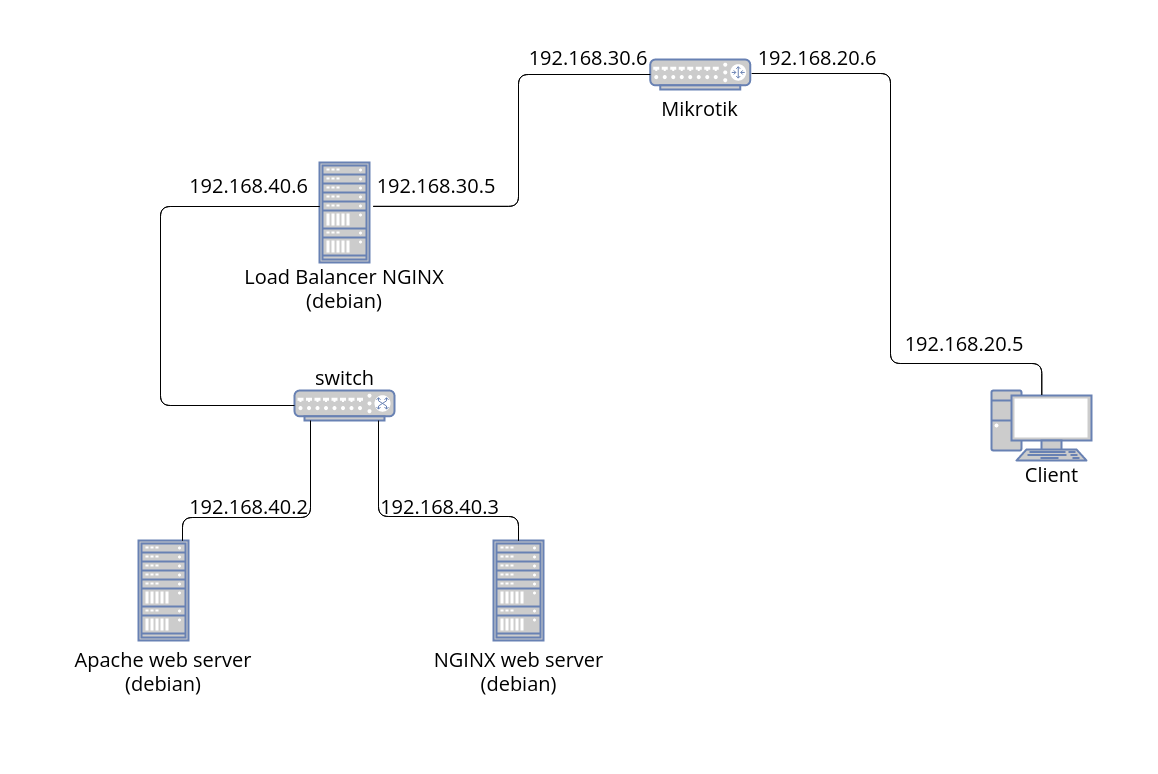 192.168.30.6
192.168.20.6
Mikrotik
192.168.40.6
192.168.30.5
Load Balancer NGINX
(debian)
192.168.20.5
switch
Client
192.168.40.2
192.168.40.3
Apache web server
(debian)
NGINX web server
(debian)